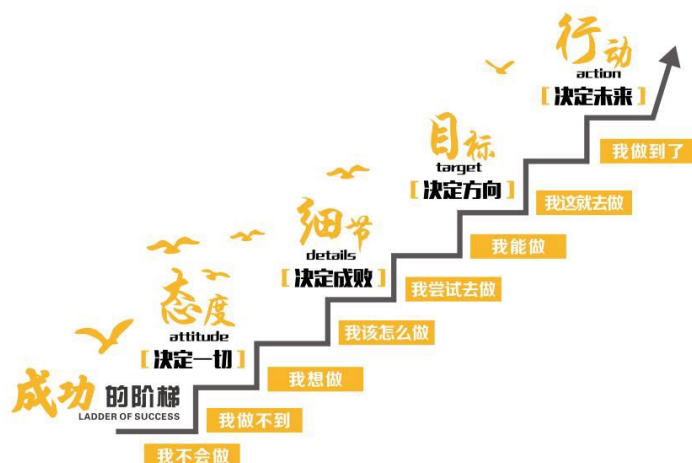 行动
action
[决定未来]
目标
target
[决定方向]
细节
details
[决定成败]
态度
attitude
[决定一切]
成功的阶梯
LADDER OF SUCCESS
我做到了
我这就去做
我能做
我尝试去做
我该怎么做
我想做
我做不到
我不会做